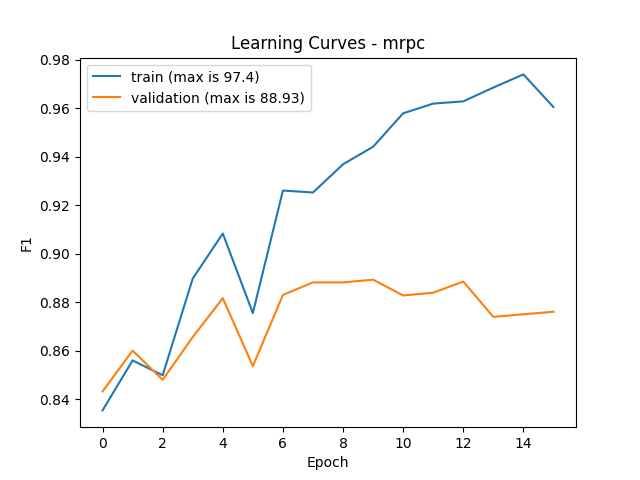 Learning Curves - mrpc
train (max is 97.4)
validation (max is 88.93)
0.98
0.96
0.94
0.92
0.90
0.88
0.86
0.84
F1
0 2 4 6 8 10 12 14
Epoch